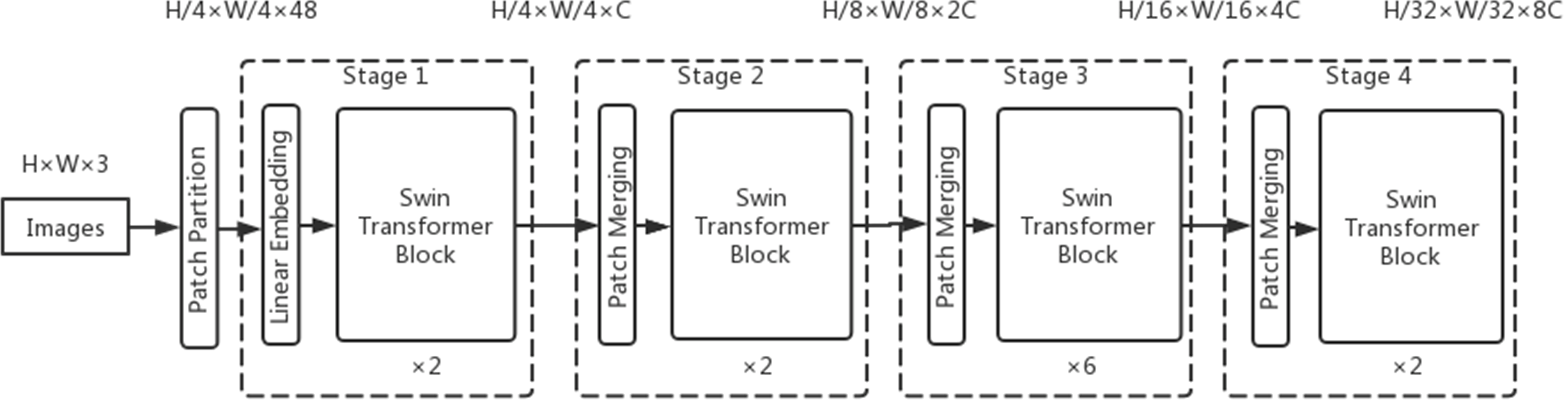 H/4×W/4×48
H/4×W/4×C
H/8×W/8×2C
H/16×W/16×4C
H/32×W/32×8C
H×W×3
Images
Patch Partition
Stage 1
Linear Embedding
Swin
Transformer
Block
×2
Stage 2
Patch Merging
Swin
Transformer
Block
×2
Stage 3
Patch Merging
Swin
Transformer
Block
×6
Stage 4
Patch Merging
Swin
Transformer
Block
×2